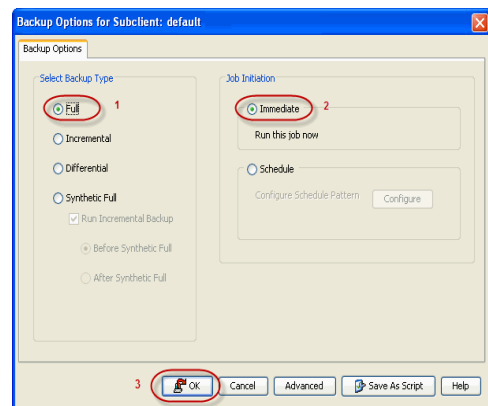 Backup Options for Subclient: default
Backup Options
Select Backup Type
Full 1
Incremental
Differential
Synthetic Full
Run Incremental Backup
Before Synthetic Full
After Synthetic Full
Job Initiation
Immediate 2
Run this job now
Schedule
Configure Schedule Pattern Configure
3 OK Cancel Advanced Save As Script Help